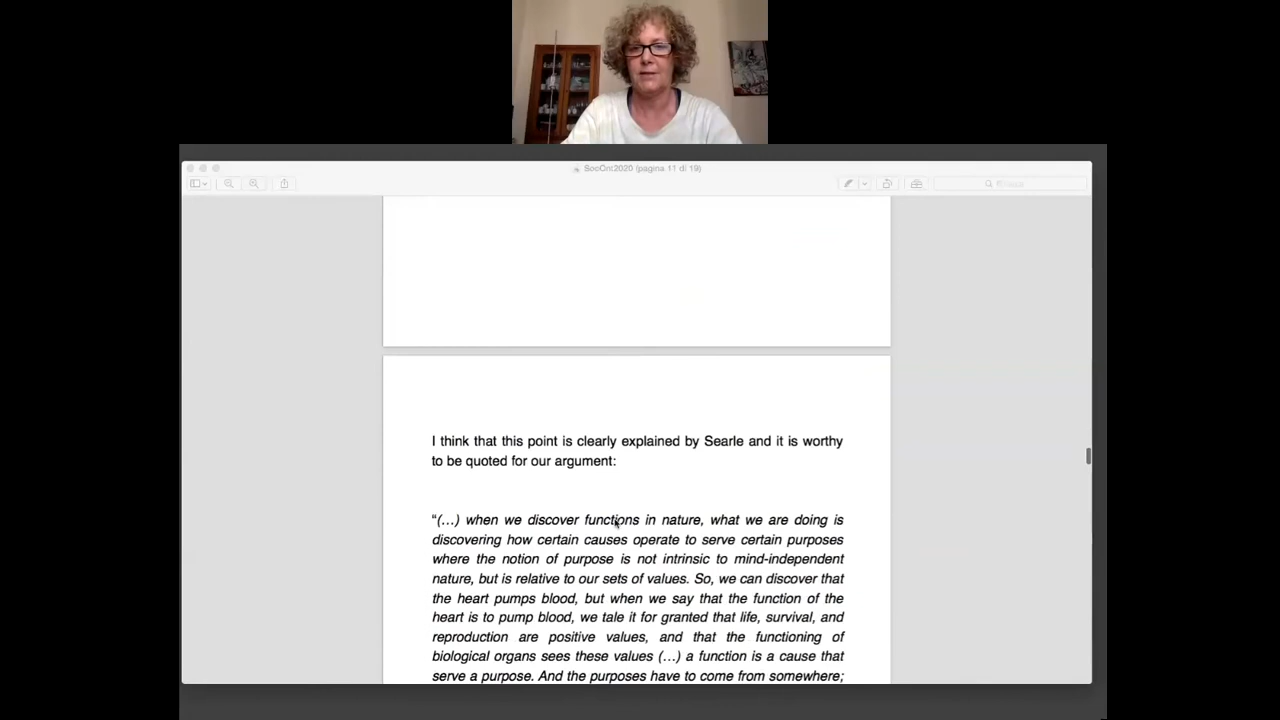 SocOnt2020 (pagina 11 di 19)
I think that this point is clearly explained by Searle and it is worthy
to be quoted for our argument:
“(…) when we discover functions in nature, what we are doing is
discovering how certain causes operate to serve certain purposes
where the notion of purpose is not intrinsic to mind-independent
nature, but is relative to our sets of values. So, we can discover that
the heart pumps blood, but when we say that the function of the
heart is to pump blood, we tale it for granted that life, survival, and
reproduction are positive values, and that the functioning of
biological organs sees these values (…) a function is a cause that
serve a purpose. And the purposes have to come from somewhere;